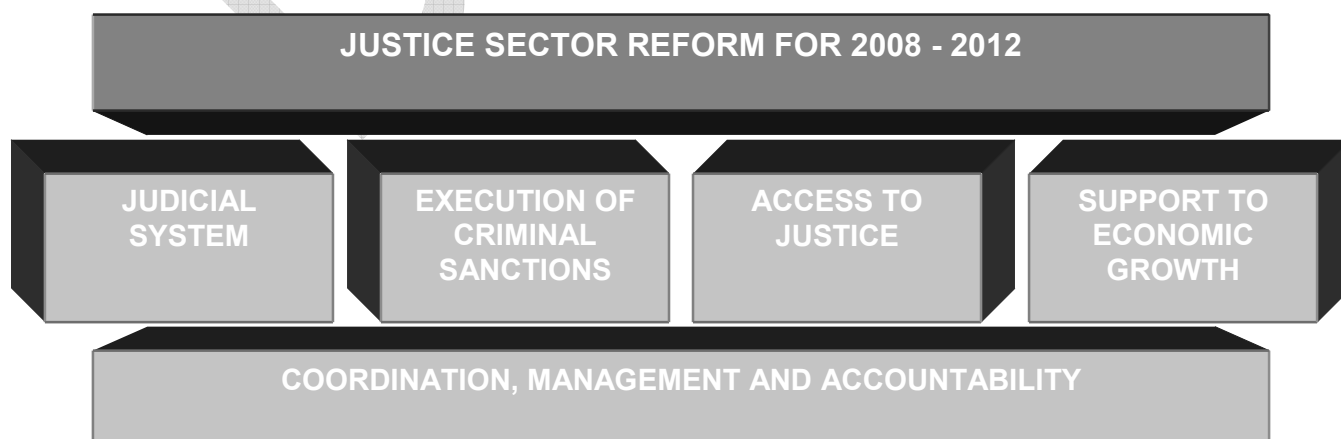 JUSTICE SECTOR REFORM FOR 2008 - 2012
JUDICIAL
SYSTEM
EXECUTION OF
CRIMINAL
SANCTIONS
ACCESS TO
JUSTICE
SUPPORT TO
ECONOMIC
GROWTH
COORDINATION, MANAGEMENT AND ACCOUNTABILITY